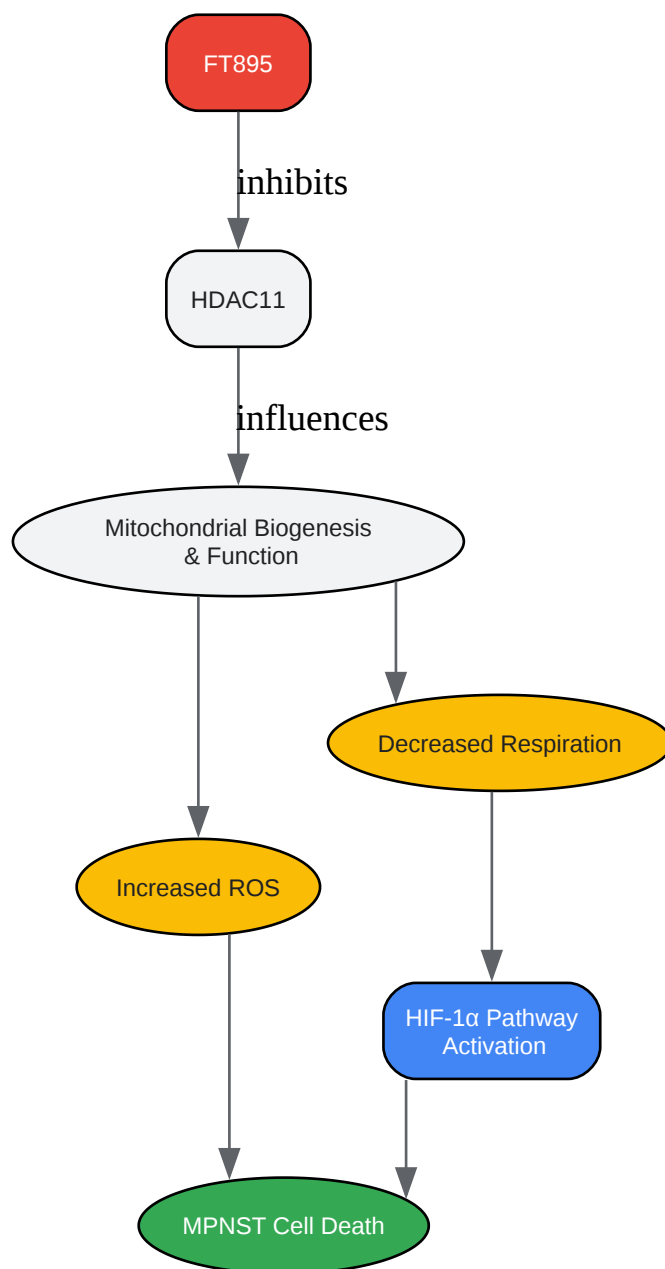 FT895
inhibits
HDAC11
influences
Mitochondrial Biogenesis
& Function
Decreased Respiration
Increased ROS
HIF-1α Pathway
Activation
MPNST Cell Death